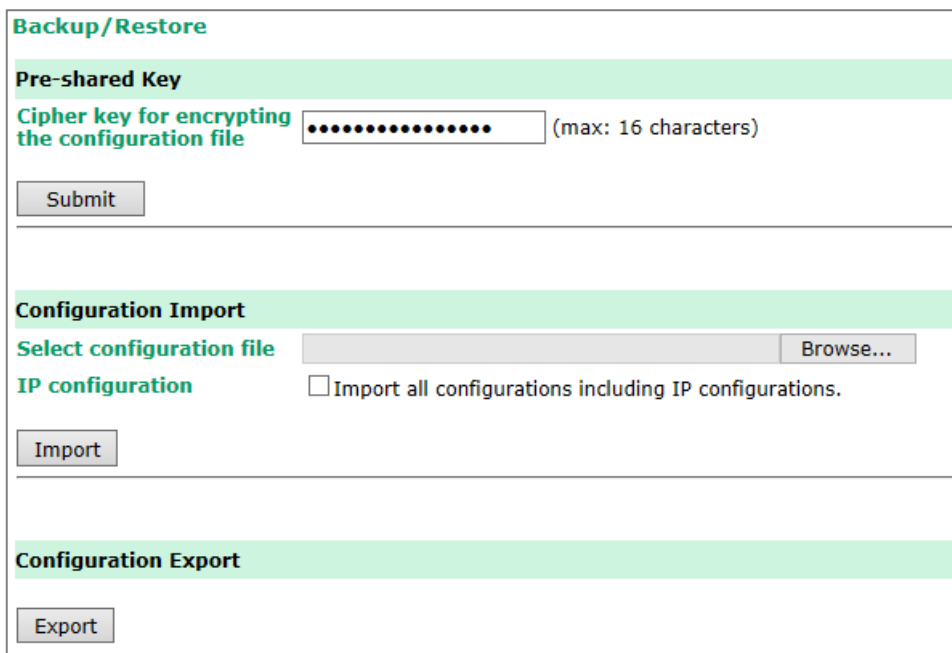 Backup/Restore
Pre-shared Key
Cipher key for encrypting
the configuration file
•••••••••••••••• (max: 16 characters)
Submit
Configuration Import
Select configuration file Browse...
IP configuration Import all configurations including IP configurations.
Import
Configuration Export
Export